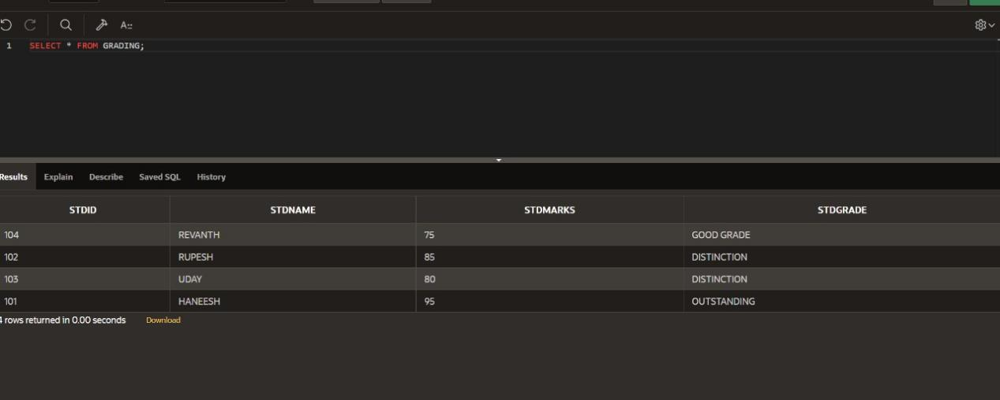 A::
1 SELECT * FROM GRADING;
Results Explain Describe Saved SQL History
STDID STDNAME STDMARKS STDGRADE
104 REVANTH 75 GOOD GRADE
102 RUPESH 85 DISTINCTION
103 UDAY 80 DISTINCTION
101 HANEESH 95 OUTSTANDING
4 rows returned in 0.00 seconds Download